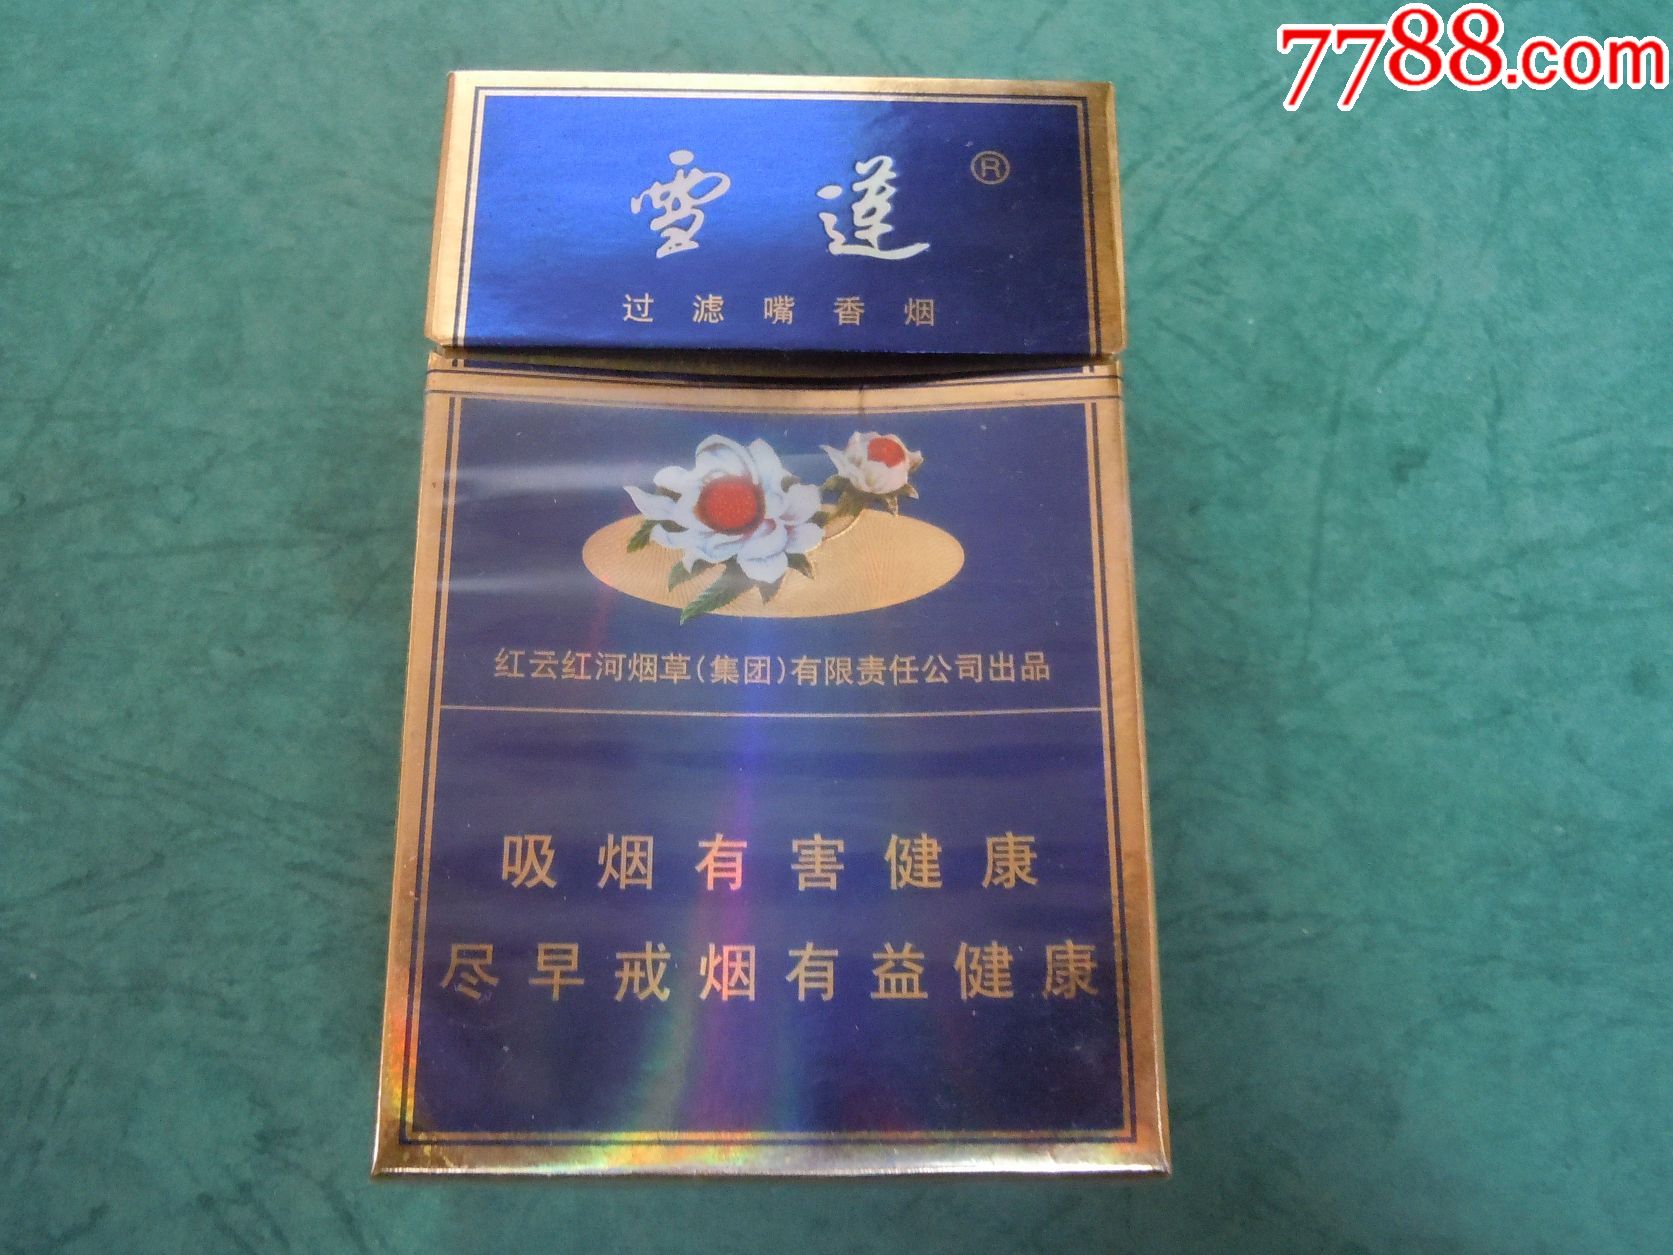 7788.com
雪莲®
过滤嘴香烟
红云红河烟草(集团)有限责任公司出品
吸烟有害健康
尽早戒烟有益健康